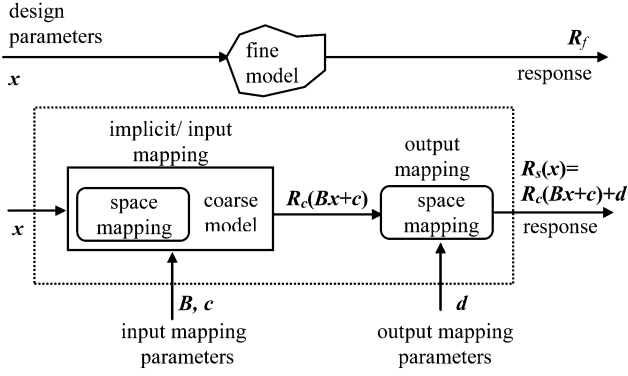 design
parameters
x
fine
model
R_f
response
implicit/ input
mapping
output
mapping
R_s(x)=
R_c(Bx+c)+d
space
mapping
coarse
model
R_c(Bx+c)
space
mapping
x
response
B, c
d
input mapping
parameters
output mapping
parameters